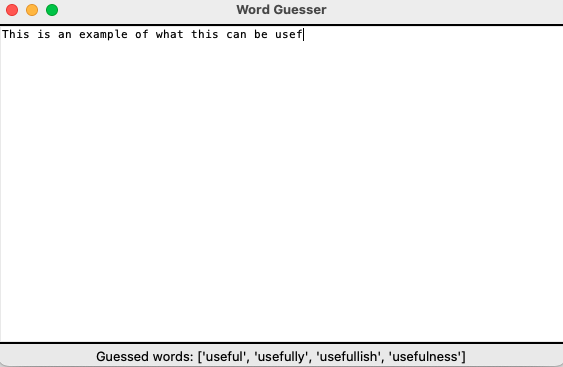 Word Guesser
This is an example of what this can be usef
Guessed words: ['useful', 'usefully', 'usefullish', 'usefulness']